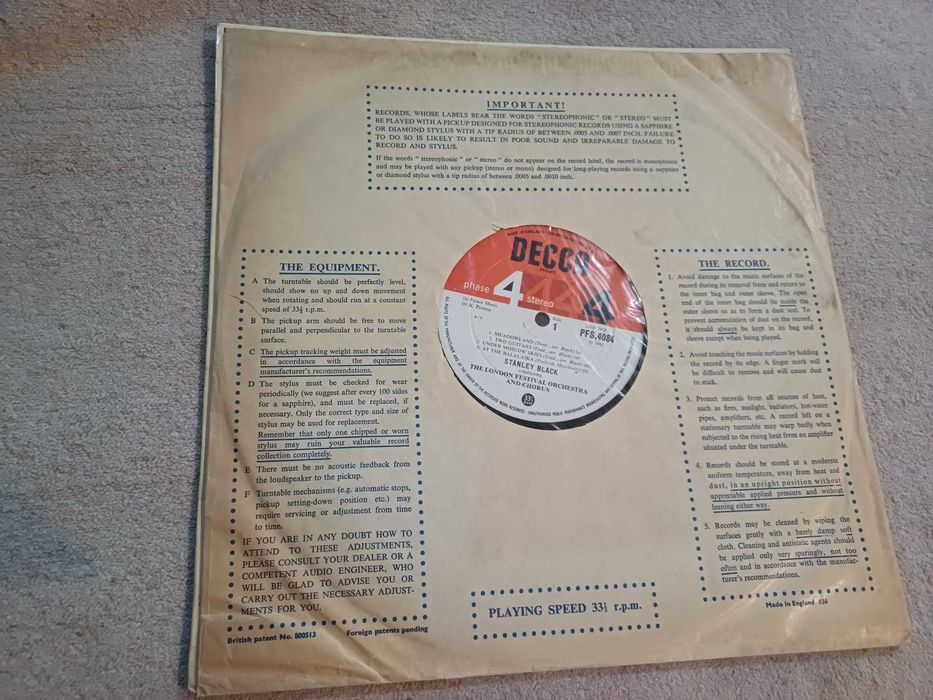 IMPORTANT!
RECORDS, WHOSE LABELS BEAR THE WORDS "STEREOPHONIC" OR "STEREO" MUST
BE PLAYED WITH A PICKUP DESIGNED FOR STEREOPHONIC RECORDS USING A SAPPHIRE
OR DIAMOND STYLUS WITH A TIP RADIUS OF BETWEEN .0005 AND .0007 INCH. FAILURE
TO DO SO IS LIKELY TO RESULT IN POOR SOUND AND IRREPARABLE DAMAGE TO
RECORD AND STYLUS.
If the words "stereophonic" or "stereo" do not appear on the record label, the record is monophonic
and may be played with any pickup (stereo or mono) designed for long-playing records using a sapphire
or diamond stylus with a tip radius of between .0005 and .0010 inch.
THE EQUIPMENT.
A The turntable should be perfectly level,
should show no up and down movement
when rotating and should run at a constant
speed of 33⅓ r.p.m.
B The pickup arm should be free to move
parallel and perpendicular to the turntable
surface.
C The pickup tracking weight must be adjusted
in accordance with the equipment
manufacturer's recommendations.
D The stylus must be checked for wear
periodically (we suggest after every 100 sides
for a sapphire), and must be replaced, if
necessary. Only the correct type and size of
stylus may be used for replacement.
Remember that only one chipped or worn
stylus may ruin your valuable record
collection completely.
E There must be no acoustic feedback from
the loudspeaker to the pickup.
F Turntable mechanisms (e.g. automatic stops,
pickup setting-down position etc.) may
require servicing or adjustment from time
to time.
IF YOU ARE IN ANY DOUBT HOW TO
ATTEND TO THESE ADJUSTMENTS,
PLEASE CONSULT YOUR DEALER OR A
COMPETENT AUDIO ENGINEER, WHO
WILL BE GLAD TO ADVISE YOU OR
CARRY OUT THE NECESSARY ADJUST-
MENTS FOR YOU.
British patent No. 800513 Foreign patents pending
DECCA
phase 4 stereo
Side
1
PFS.4084
1. MEADOWLAND
2. TWO GUITARS
3. UNDER MOSCOW SKIES
4. AT THE BALALAIKA
STANLEY BLACK
conducting
THE LONDON FESTIVAL ORCHESTRA
AND CHORUS
33⅓
PLAYING SPEED 33⅓ r.p.m.
THE RECORD.
1. Avoid damage to the music surfaces of the
record during its removal from and return to
the inner bag and outer sleeve. The open
end of the inner bag should lie inside the
outer sleeve so as to form a dust seal. To
prevent accumulation of dust on the record,
it should always be kept in its bag and
sleeve except when being played.
2. Avoid touching the music surfaces by holding
the record by its edge. A finger mark will
be difficult to remove and will cause dust
to stick.
3. Protect records from all sources of heat,
such as fires, sunlight, radiators, hot-water
pipes, amplifiers, etc. A record left on a
stationary turntable may warp badly when
subjected to the rising heat from an amplifier
situated under the turntable.
4. Records should be stored at a moderate
uniform temperature, away from heat and
dust, in an upright position without
appreciable applied pressure and without
leaning either way.
5. Records may be cleaned by wiping the
surfaces gently with a barely damp soft
cloth. Cleaning and antistatic agents should
be applied only very sparingly, not too
often and in accordance with the manufac-
turer's recommendations.
Made in England 036